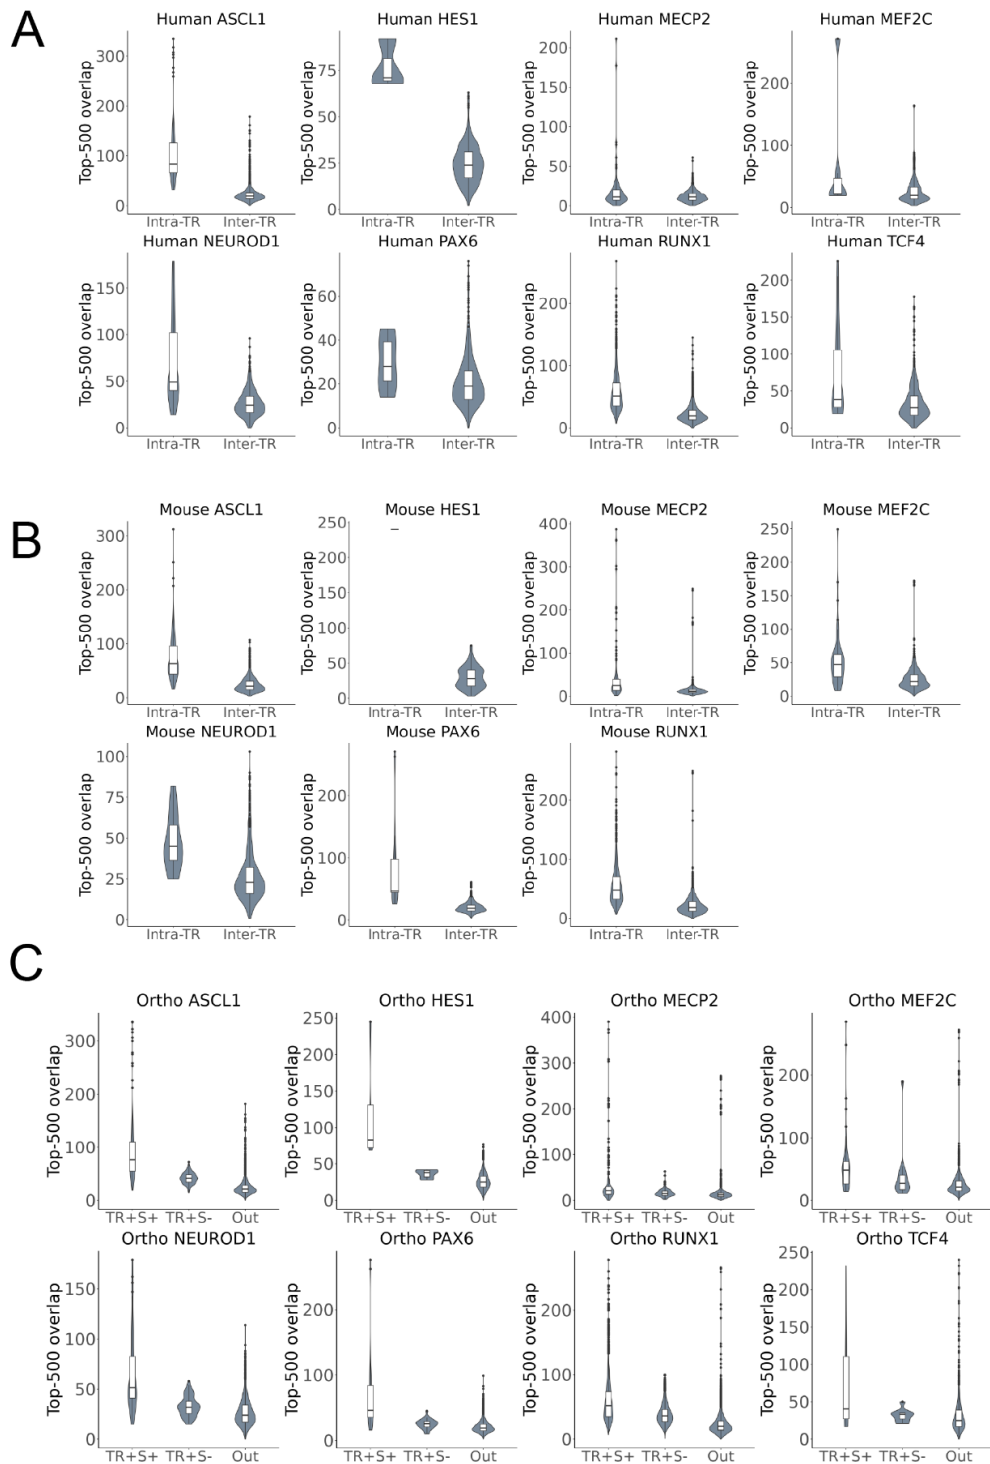 A
Human ASCL1 Human HES1 Human MECP2 Human MEF2C
Top-500 overlap Top-500 overlap Top-500 overlap Top-500 overlap
300 200 100 0
75 50 25 0
200 150 100 50 0
200 100 0
Intra-TR Inter-TR Intra-TR Inter-TR Intra-TR Inter-TR Intra-TR Inter-TR
Human NEUROD1 Human PAX6 Human RUNX1 Human TCF4
Top-500 overlap Top-500 overlap Top-500 overlap Top-500 overlap
150 100 50 0
60 40 20 0
200 100 0
200 150 100 50 0
Intra-TR Inter-TR Intra-TR Inter-TR Intra-TR Inter-TR Intra-TR Inter-TR
B
Mouse ASCL1 Mouse HES1 Mouse MECP2 Mouse MEF2C
Top-500 overlap Top-500 overlap Top-500 overlap Top-500 overlap
300 200 100 0
250 200 150 100 50 0
400 300 200 100 0
250 200 150 100 50 0
Intra-TR Inter-TR Intra-TR Inter-TR Intra-TR Inter-TR Intra-TR Inter-TR
Mouse NEUROD1 Mouse PAX6 Mouse RUNX1
Top-500 overlap Top-500 overlap Top-500 overlap
100 75 50 25 0
200 100 0
200 100 0
Intra-TR Inter-TR Intra-TR Inter-TR Intra-TR Inter-TR
C
Ortho ASCL1 Ortho HES1 Ortho MECP2 Ortho MEF2C
Top-500 overlap Top-500 overlap Top-500 overlap Top-500 overlap
300 200 100 0
250 200 150 100 50 0
400 300 200 100 0
200 100 0
TR+S+ TR+S- Out TR+S+ TR+S- Out TR+S+ TR+S- Out TR+S+ TR+S- Out
Ortho NEUROD1 Ortho PAX6 Ortho RUNX1 Ortho TCF4
Top-500 overlap Top-500 overlap Top-500 overlap Top-500 overlap
150 100 50 0
200 100 0
200 100 0
250 200 150 100 50 0
TR+S+ TR+S- Out TR+S+ TR+S- Out TR+S+ TR+S- Out TR+S+ TR+S- Out